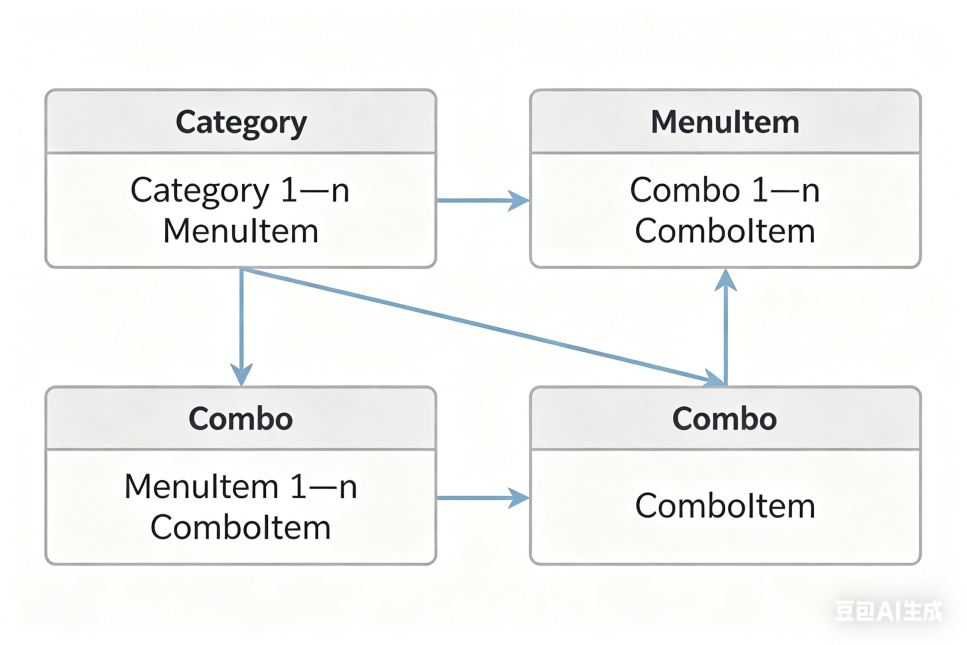 Category
Category 1—n
MenuItem
MenuItem
Combo 1—n
ComboItem
Combo
MenuItem 1—n
ComboItem
Combo
ComboItem
豆包AI生成